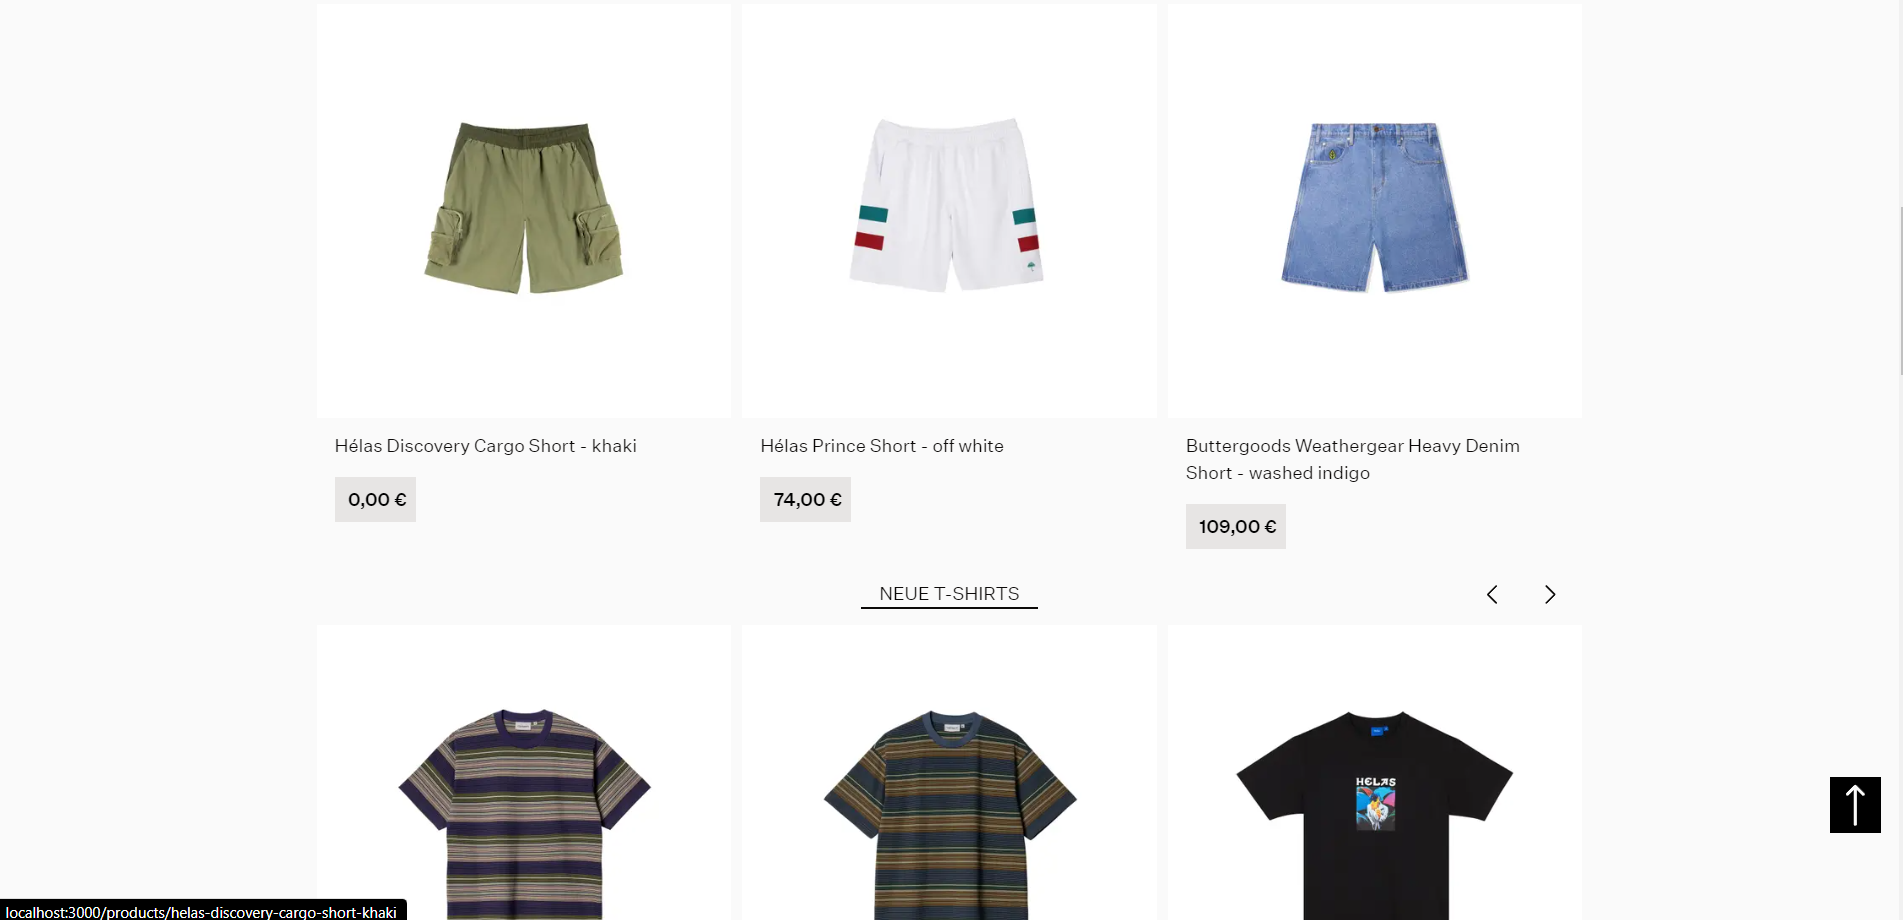 Hélas Discovery Cargo Short - khaki
0,00 €
Hélas Prince Short - off white
74,00 €
Buttergoods Weathergear Heavy Denim
Short - washed indigo
109,00 €
NEUE T-SHIRTS
HELAS
localhost:3000/products/helas-discovery-cargo-short-khaki